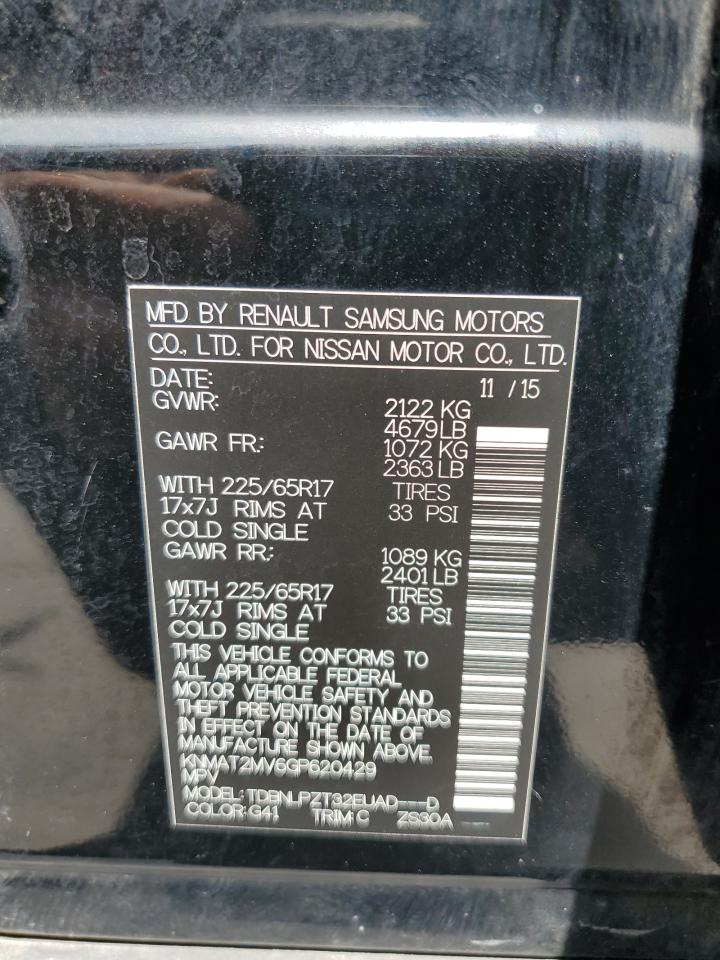 MFD BY RENAULT SAMSUNG MOTORS
CO., LTD. FOR NISSAN MOTOR CO., LTD.
DATE: 11 / 15
GVWR: 2122 KG
4679 LB
GAWR FR.: 1072 KG
2363 LB
WITH 225/65R17 TIRES
17x7J RIMS AT 33 PSI
COLD SINGLE
GAWR RR.: 1089 KG
2401 LB
WITH 225/65R17 TIRES
17x7J RIMS AT 33 PSI
COLD SINGLE
THIS VEHICLE CONFORMS TO
ALL APPLICABLE FEDERAL
MOTOR VEHICLE SAFETY AND
THEFT PREVENTION STANDARDS
IN EFFECT ON THE DATE OF
MANUFACTURE SHOWN ABOVE.
KNMAT2MV6GP620429
MPV
MODEL: TDBNLPZT32EUAD---D
COLOR: G41 TRIM: C ZS30A